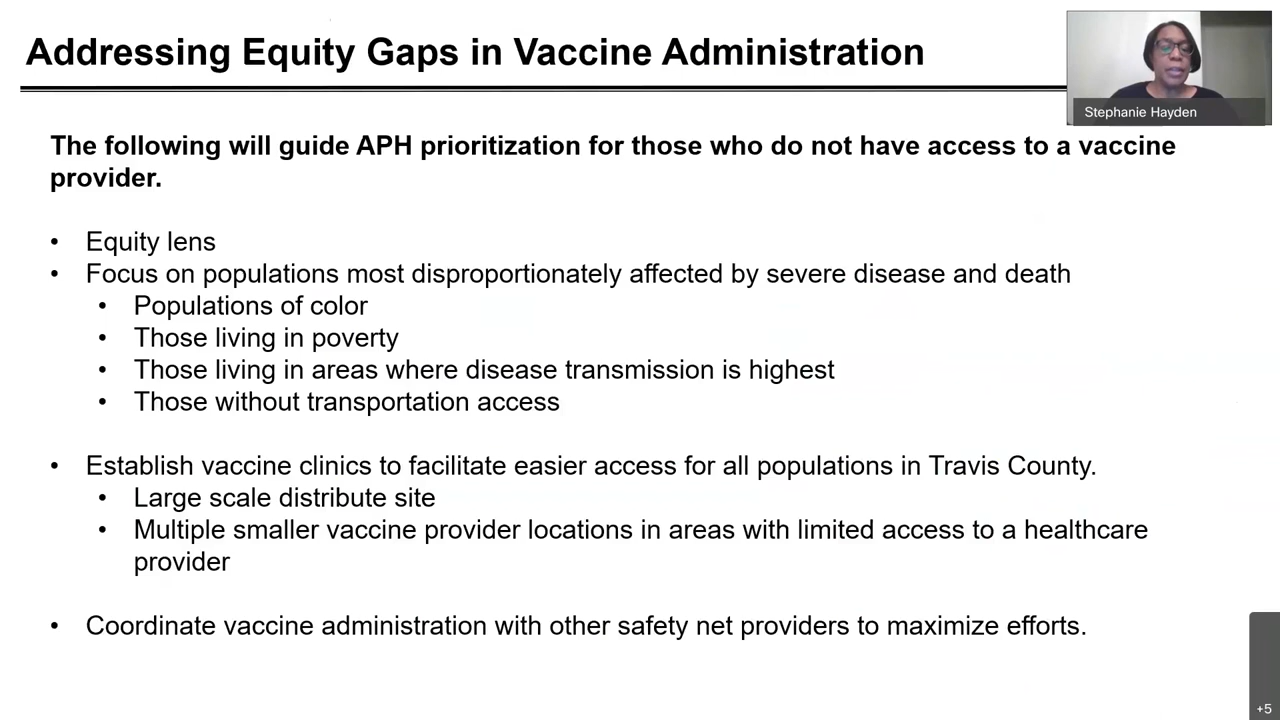 Addressing Equity Gaps in Vaccine Administration
Stephanie Hayden
The following will guide APH prioritization for those who do not have access to a vaccine
provider.
• Equity lens
• Focus on populations most disproportionately affected by severe disease and death
• Populations of color
• Those living in poverty
• Those living in areas where disease transmission is highest
• Those without transportation access
• Establish vaccine clinics to facilitate easier access for all populations in Travis County.
• Large scale distribute site
• Multiple smaller vaccine provider locations in areas with limited access to a healthcare
provider
• Coordinate vaccine administration with other safety net providers to maximize efforts.
+5